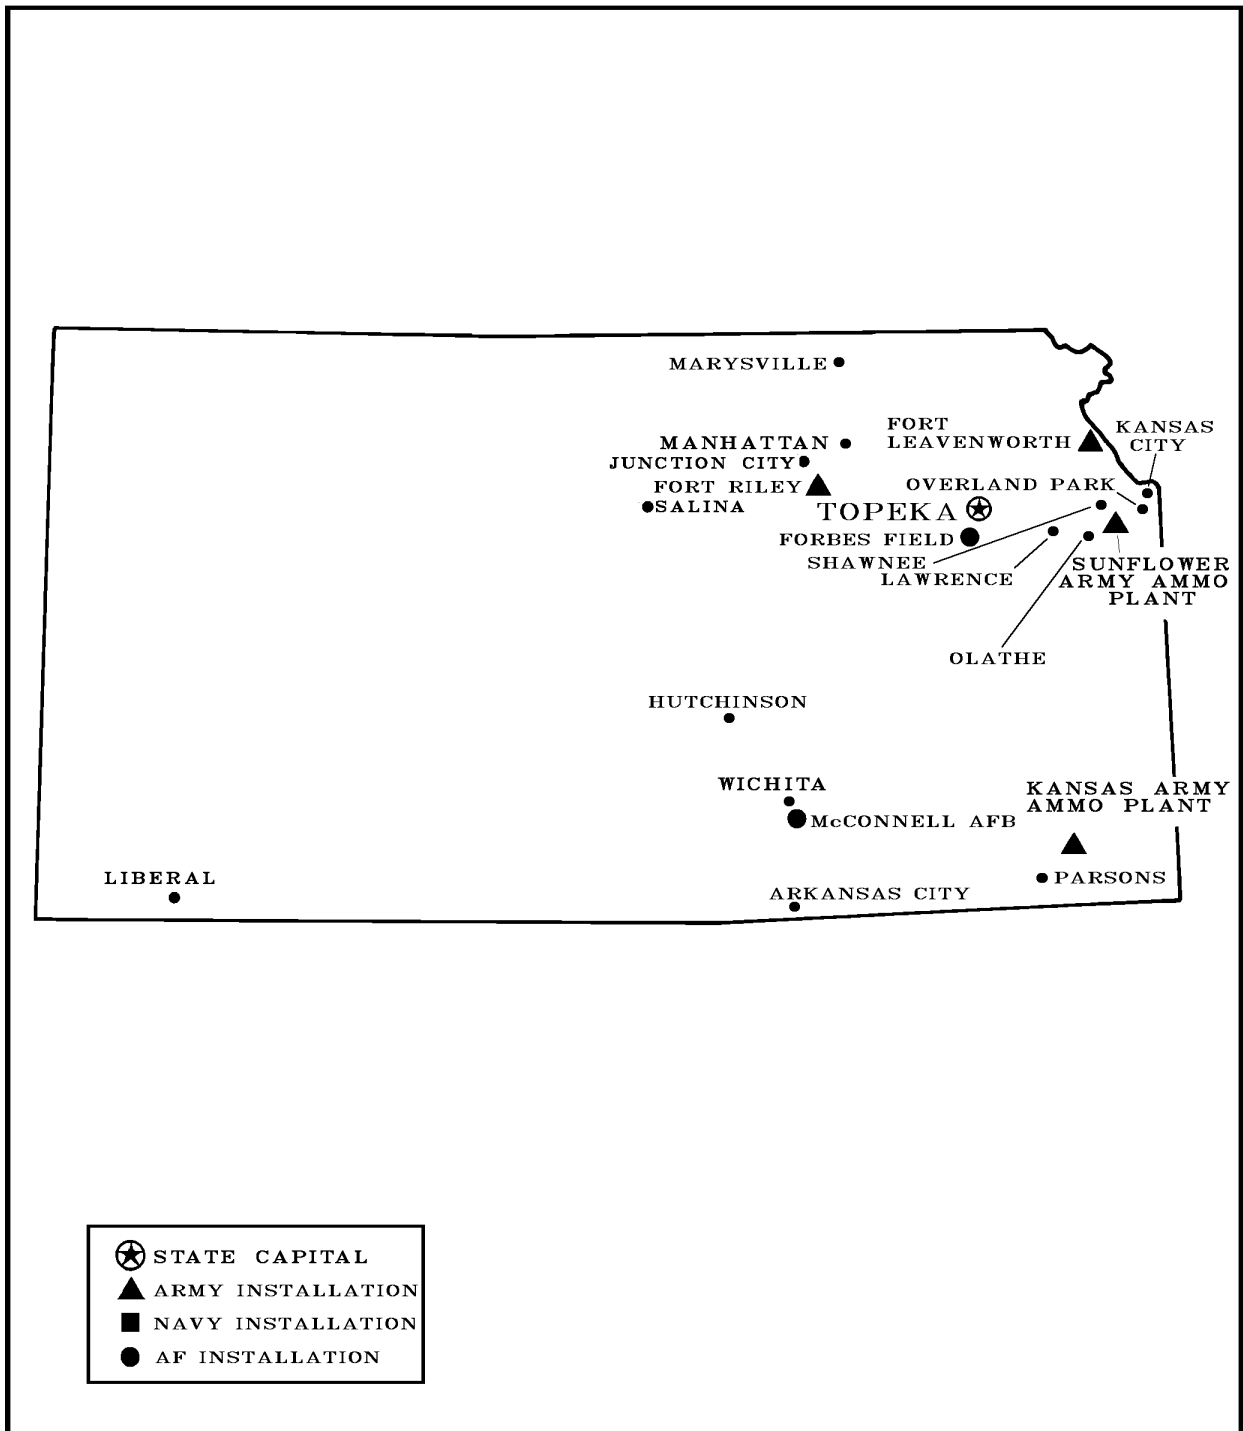 MARYSVILLE
FORT
LEAVENWORTH
KANSAS
CITY
MANHATTAN
JUNCTION CITY
FORT RILEY
OVERLAND PARK
SALINA
TOPEKA
FORBES FIELD
SHAWNEE
LAWRENCE
SUNFLOWER
ARMY AMMO
PLANT
OLATHE
HUTCHINSON
WICHITA
McCONNELL AFB
KANSAS ARMY
AMMO PLANT
LIBERAL
PARSONS
ARKANSAS CITY
STATE CAPITAL
ARMY INSTALLATION
NAVY INSTALLATION
AF INSTALLATION